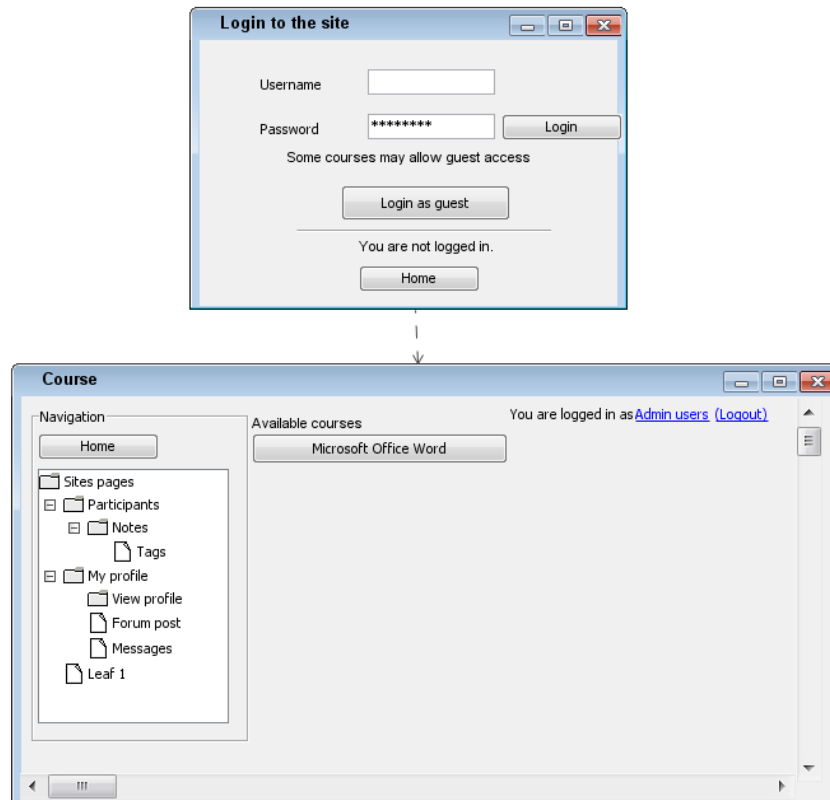 Login to the site
Username
Password ******** Login
Some courses may allow guest access
Login as guest
You are not logged in.
Home
Course
Navigation
Home
Sites pages
Participants
Notes
Tags
My profile
View profile
Forum post
Messages
Leaf 1
Available courses
Microsoft Office Word
You are logged in as Admin users (Logout)